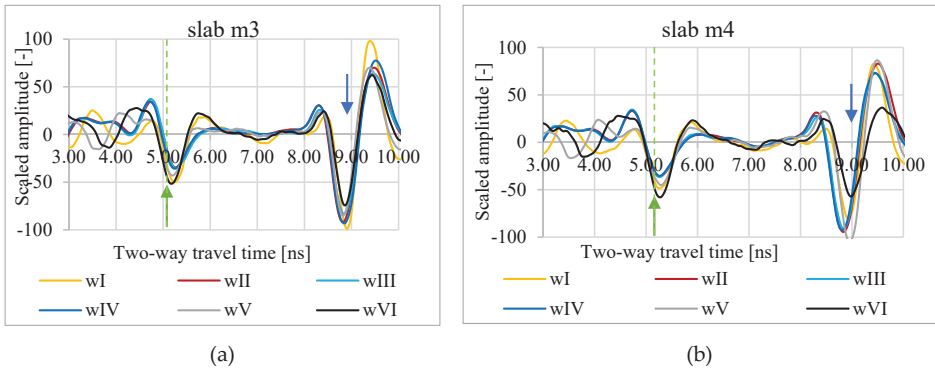 slab m3
Scaled amplitude [-]
100
50
0
-50
-100
3.00 4.00 5.00 6.00 7.00 8.00 9.00 10.00
Two-way travel time [ns]
wI wII wIII
wIV wV wVI
(a)
slab m4
Scaled amplitude [-]
100
50
0
-50
-100
3.00 4.00 5.00 6.00 7.00 8.00 9.00 10.00
Two-way travel time [ns]
wI wII wIII
wIV wV wVI
(b)